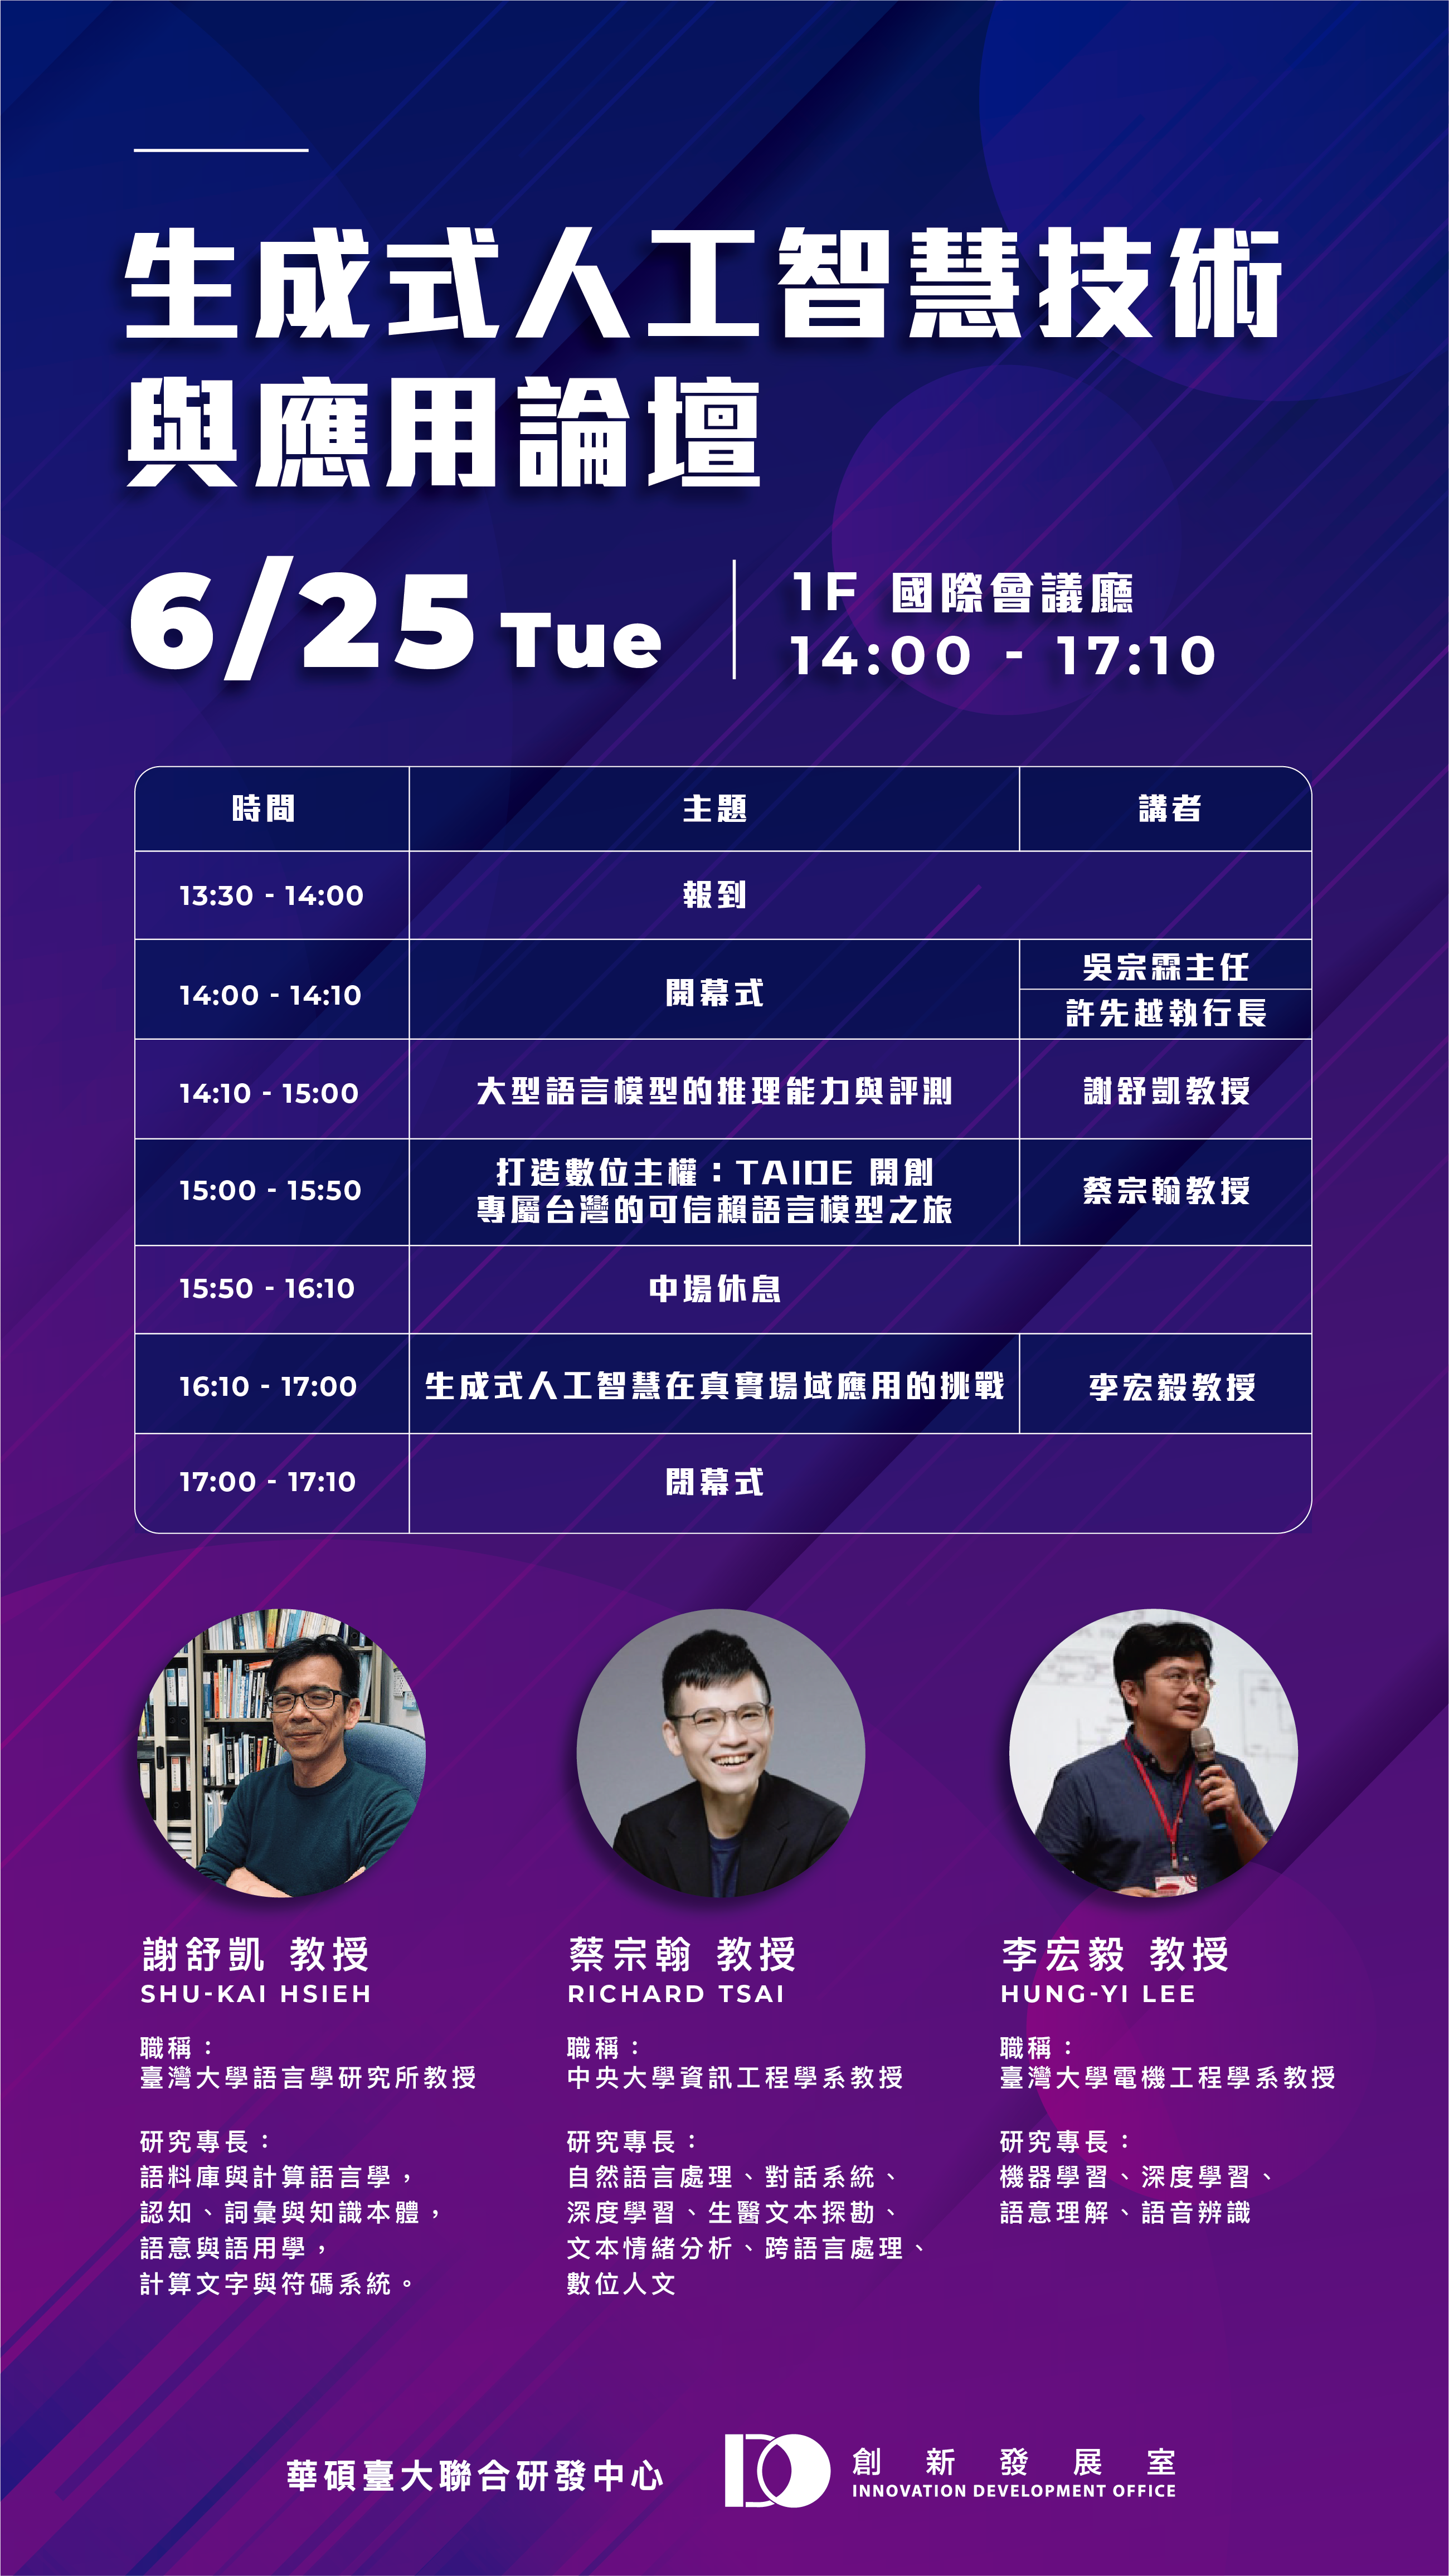 生成式人工智慧技術
與應用論壇
6/25 Tue
1F 國際會議廳
14:00 - 17:10
時間 主題 講者
13:30 - 14:00 報到
14:00 - 14:10 開幕式 吳宗霖主任
許先越執行長
14:10 - 15:00 大型語言模型的推理能力與評測 謝舒凱教授
15:00 - 15:50 打造數位主權：TAIDE 開創
專屬台灣的可信賴語言模型之旅 蔡宗翰教授
15:50 - 16:10 中場休息
16:10 - 17:00 生成式人工智慧在真實場域應用的挑戰 李宏毅教授
17:00 - 17:10 閉幕式
謝舒凱 教授
SHU-KAI HSIEH
職稱：
臺灣大學語言學研究所教授
研究專長：
語料庫與計算語言學，
認知、詞彙與知識本體，
語意與語用學，
計算文字與符碼系統。
蔡宗翰 教授
RICHARD TSAI
職稱：
中央大學資訊工程學系教授
研究專長：
自然語言處理、對話系統、
深度學習、生醫文本探勘、
文本情緒分析、跨語言處理、
數位人文
李宏毅 教授
HUNG-YI LEE
職稱：
臺灣大學電機工程學系教授
研究專長：
機器學習、深度學習、
語意理解、語音辨識
華碩臺大聯合研發中心
創新發展室
INNOVATION DEVELOPMENT OFFICE